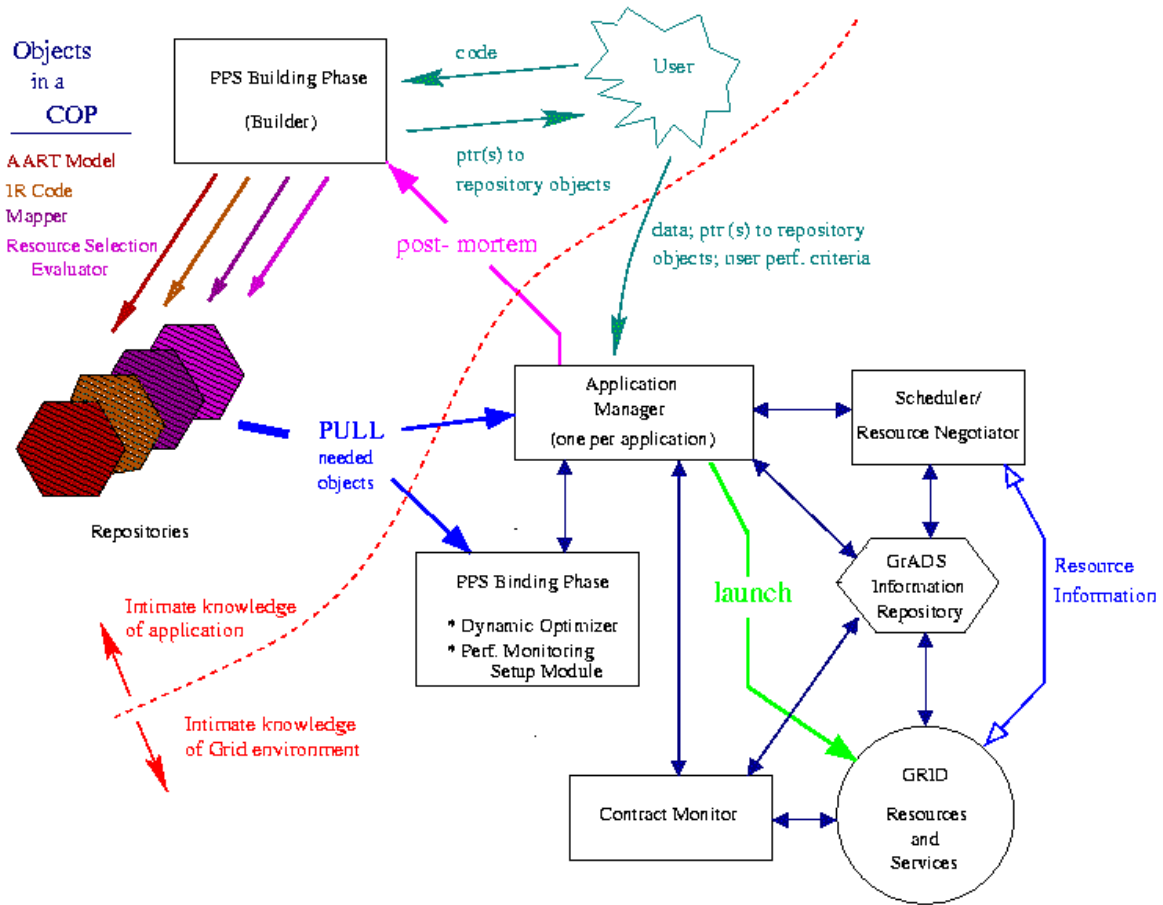 Objects
in a
COP
AART Model
IR Code
Mapper
Resource Selection
Evaluator
PPS Building Phase
(Builder)
code
User
ptr(s) to
repository objects
post- mortem
data; ptr (s) to repository
objects; user perf. criteria
Repositories
PULL
needed
objects
Application
Manager
(one per application)
Scheduler/
Resource Negotiator
PPS Binding Phase
* Dynamic Optimizer
* Perf. Monitoring
Setup Module
launch
GrADS
Information
Repository
Resource
Information
Intimate knowledge
of application
Intimate knowledge
of Grid environment
Contract Monitor
GRID
Resources
and
Services